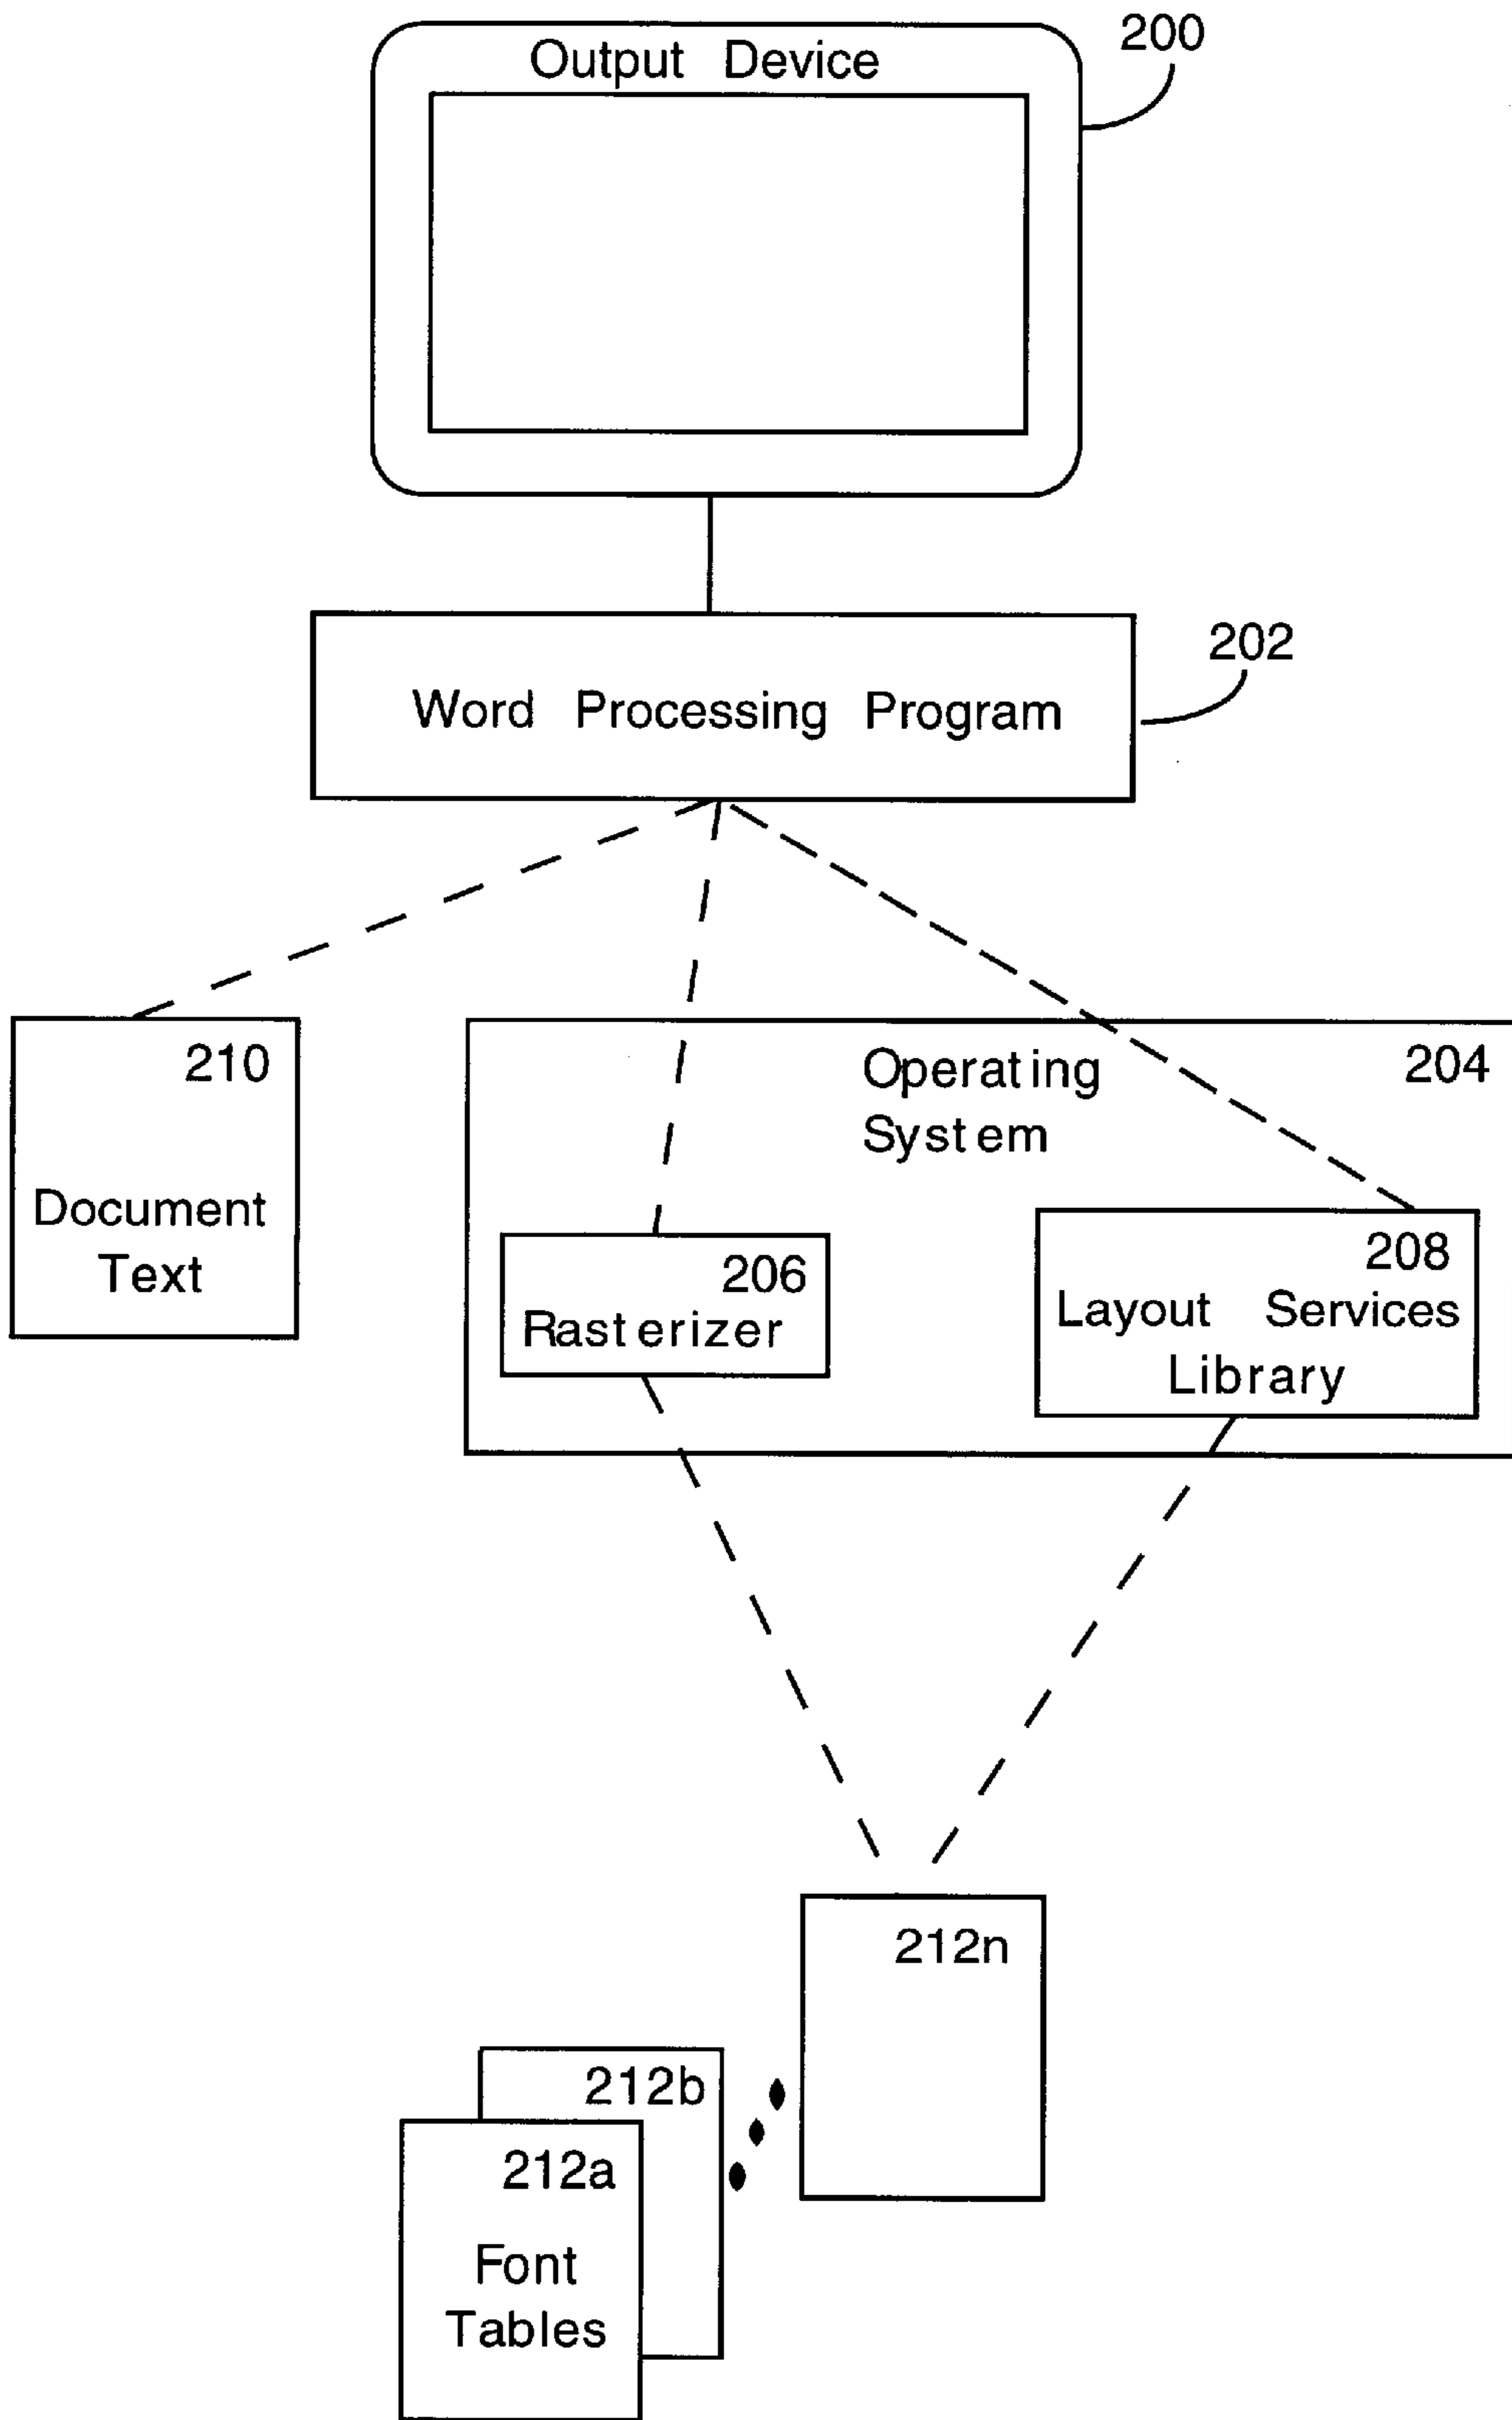 Output Device
200
Word Processing Program
202
210
Document
Text
Operating
System
204
206
Rasterizer
208
Layout Services
Library
212n
212b
212a
Font
Tables